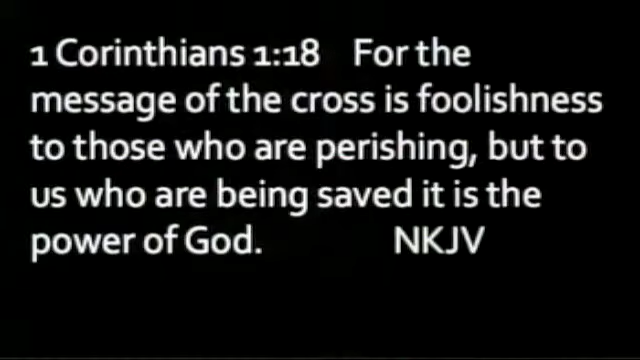 1 Corinthians 1:18 For the
message of the cross is foolishness
to those who are perishing, but to
us who are being saved it is the
power of God. NKJV